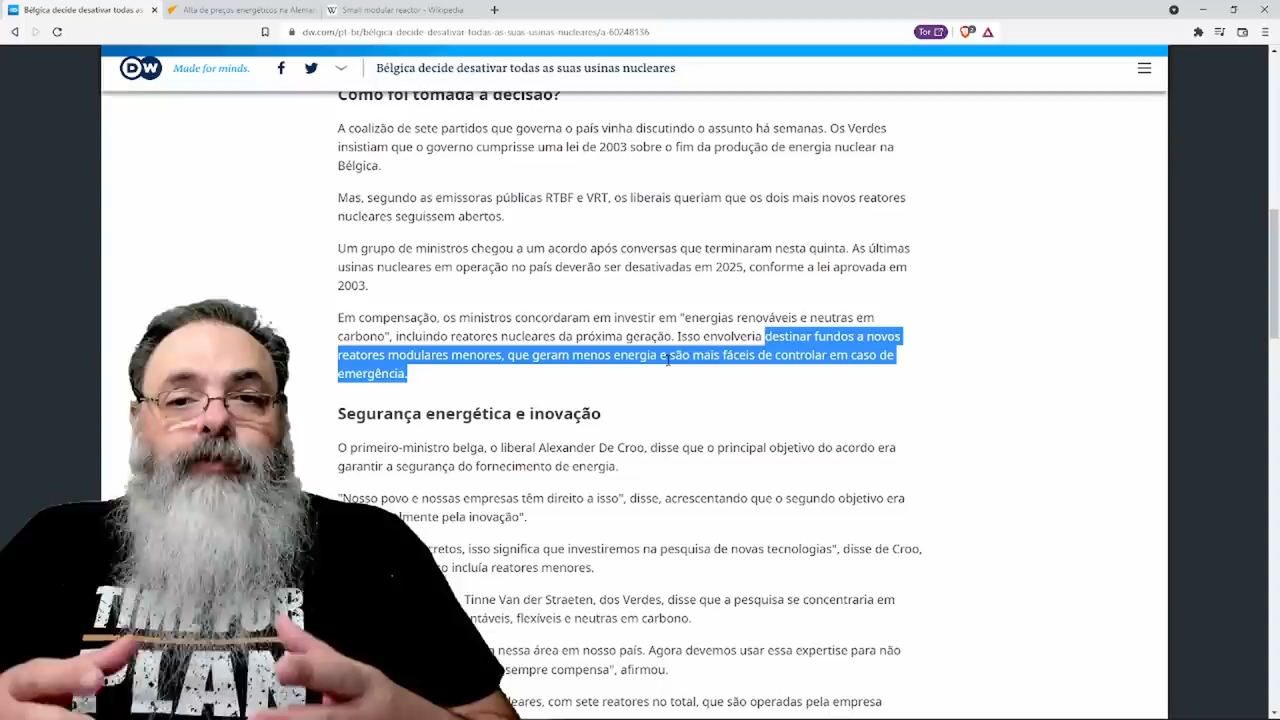 Bélgica decide desativar todas as
Alta de preços energéticos na Alemar
Small modular reactor - Wikipedia
dw.com/pt-br/bélgica-decide-desativar-todas-as-suas-usinas-nucleares/a-60248136
Tor
DW
Made for minds.
Bélgica decide desativar todas as suas usinas nucleares
Como foi tomada a decisão?
A coalizão de sete partidos que governa o país vinha discutindo o assunto há semanas. Os Verdes
insistiam que o governo cumprisse uma lei de 2003 sobre o fim da produção de energia nuclear na
Bélgica.
Mas, segundo as emissoras públicas RTBF e VRT, os liberais queriam que os dois mais novos reatores
nucleares seguissem abertos.
Um grupo de ministros chegou a um acordo após conversas que terminaram nesta quinta. As últimas
usinas nucleares em operação no país deverão ser desativadas em 2025, conforme a lei aprovada em
2003.
Em compensação, os ministros concordaram em investir em "energias renováveis e neutras em
carbono", incluindo reatores nucleares da próxima geração. Isso envolveria destinar fundos a novos
reatores modulares menores, que geram menos energia e são mais fáceis de controlar em caso de
emergência.
Segurança energética e inovação
O primeiro-ministro belga, o liberal Alexander De Croo, disse que o principal objetivo do acordo era
garantir a segurança do fornecimento de energia.
"Nosso povo e nossas empresas têm direito a isso", disse, acrescentando que o segundo objetivo era
lmente pela inovação".
cretos, isso significa que investiremos na pesquisa de novas tecnologias", disse de Croo,
o incluía reatores menores.
Tinne Van der Straeten, dos Verdes, disse que a pesquisa se concentraria em
ntáveis, flexíveis e neutras em carbono.
nessa área em nosso país. Agora devemos usar essa expertise para não
sempre compensa", afirmou.
leares, com sete reatores no total, que são operadas pela empresa
PLAN